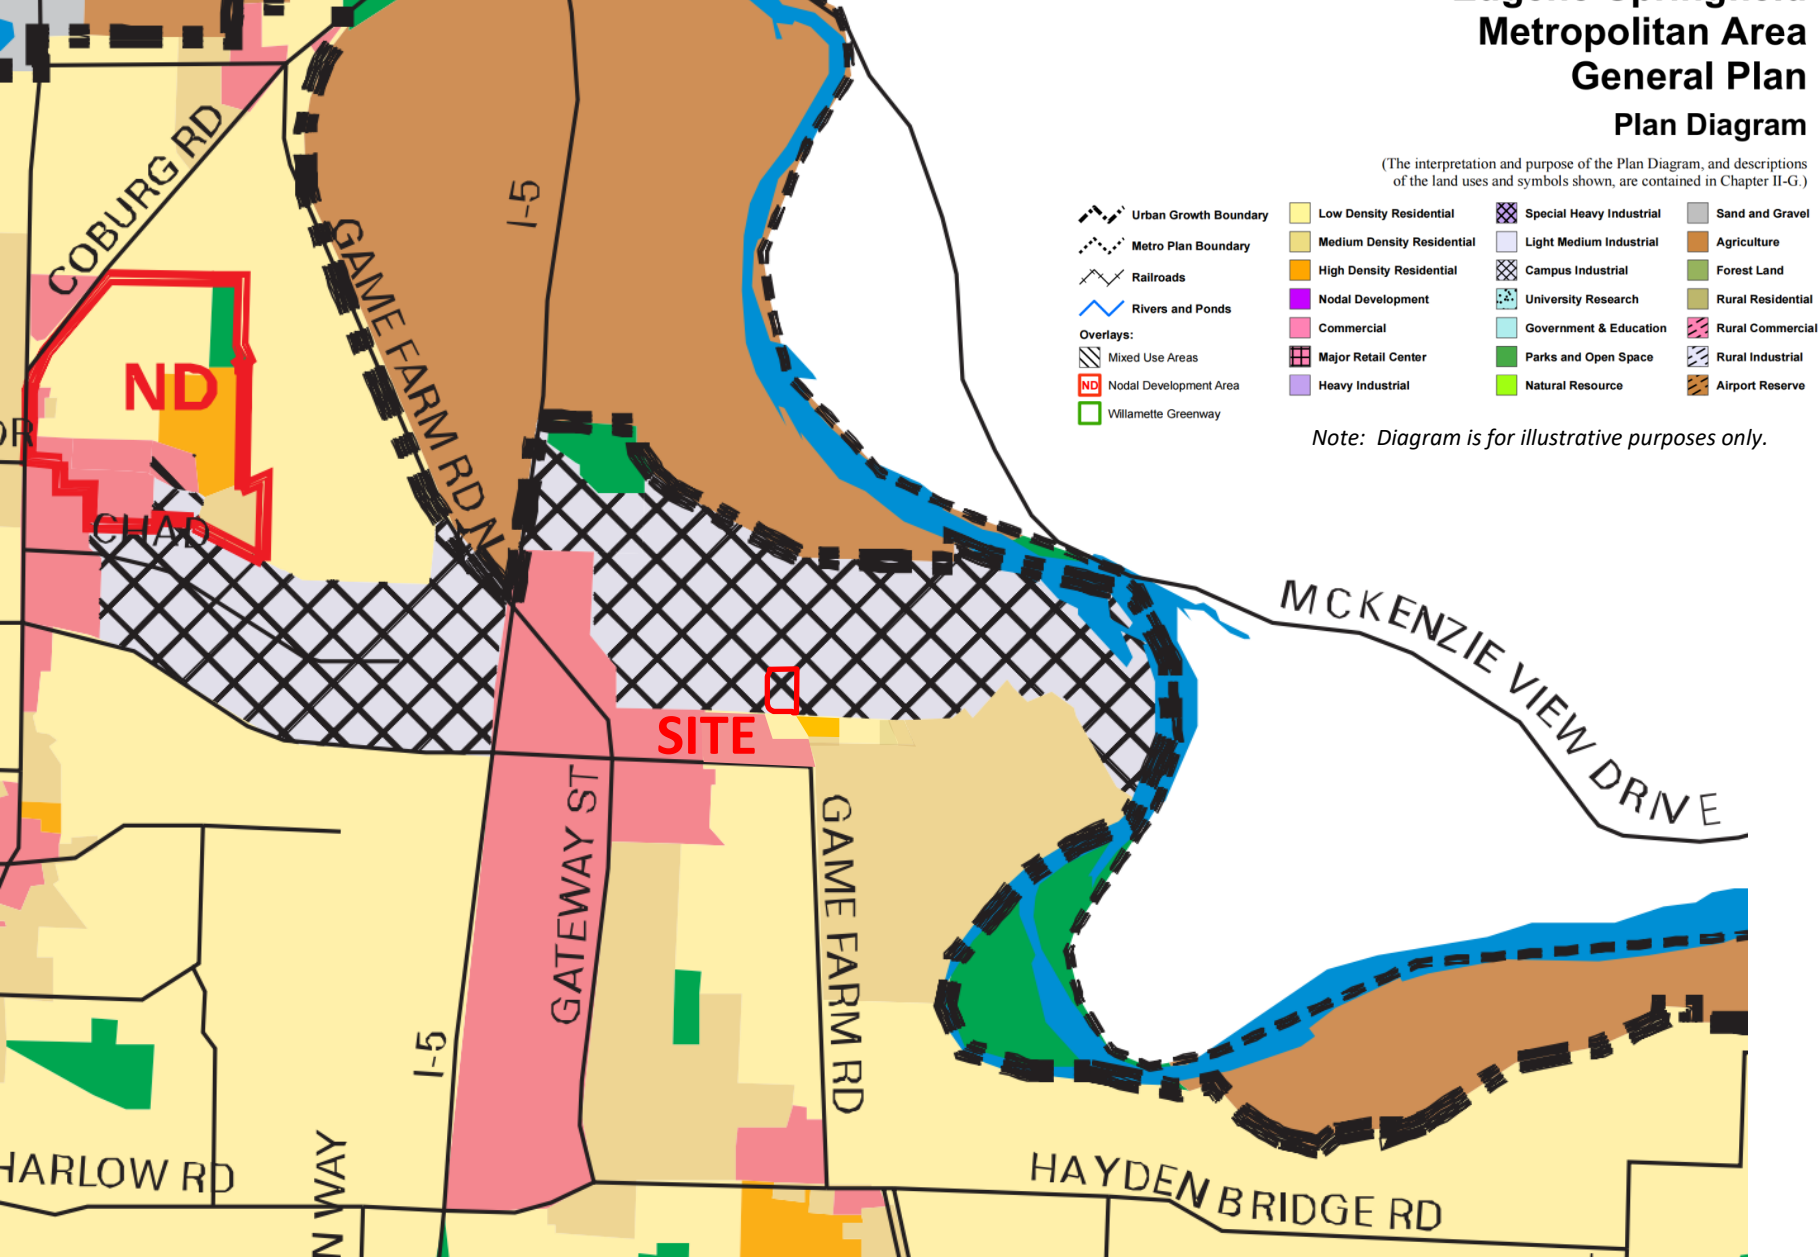 Eugene-Springfield
Metropolitan Area
General Plan
Plan Diagram
(The interpretation and purpose of the Plan Diagram, and descriptions
of the land uses and symbols shown, are contained in Chapter II-G.)
Urban Growth Boundary
Metro Plan Boundary
Railroads
Rivers and Ponds
Overlays:
Mixed Use Areas
ND Nodal Development Area
Willamette Greenway
Low Density Residential
Medium Density Residential
High Density Residential
Nodal Development
Commercial
Major Retail Center
Heavy Industrial
Special Heavy Industrial
Light Medium Industrial
Campus Industrial
University Research
Government & Education
Parks and Open Space
Natural Resource
Sand and Gravel
Agriculture
Forest Land
Rural Residential
Rural Commercial
Rural Industrial
Airport Reserve
Note:  Diagram is for illustrative purposes only.
COBURG RD
I-5
GAME FARM RD N
ND
DR
CHAD
MCKENZIE VIEW DRIVE
SITE
GATEWAY ST
GAME FARM RD
I-5
HARLOW RD
N WAY
HAYDEN BRIDGE RD